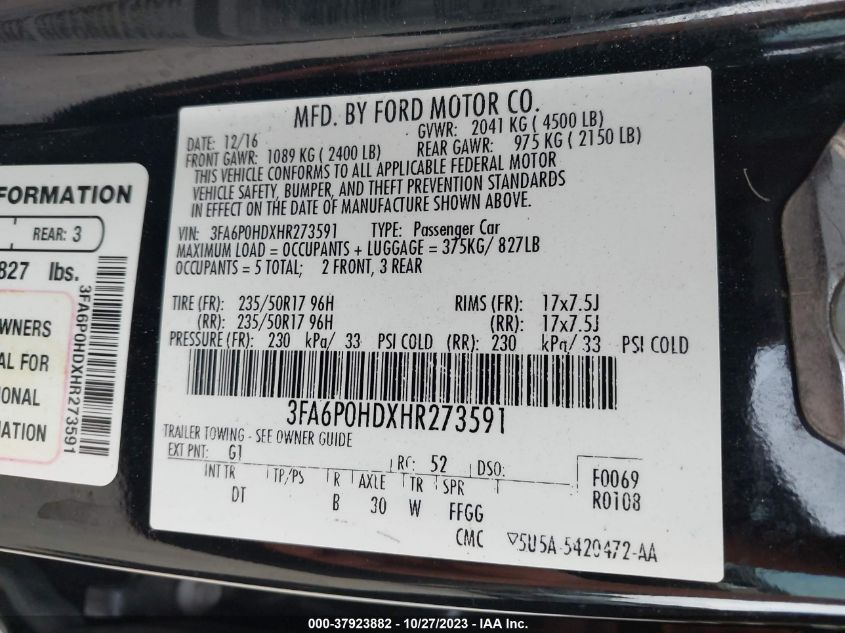 MFD. BY FORD MOTOR CO.
DATE: 12/16 GVWR: 2041 KG ( 4500 LB)
FRONT GAWR: 1089 KG ( 2400 LB) REAR GAWR: 975 KG ( 2150 LB)
THIS VEHICLE CONFORMS TO ALL APPLICABLE FEDERAL MOTOR
VEHICLE SAFETY, BUMPER, AND THEFT PREVENTION STANDARDS
IN EFFECT ON THE DATE OF MANUFACTURE SHOWN ABOVE.
VIN: 3FA6P0HDXHR273591 TYPE: Passenger Car
MAXIMUM LOAD = OCCUPANTS + LUGGAGE = 375KG/ 827LB
OCCUPANTS = 5 TOTAL; 2 FRONT, 3 REAR
TIRE (FR): 235/50R17 96H RIMS (FR): 17x7.5J
(RR): 235/50R17 96H (RR): 17x7.5J
PRESSURE (FR): 230 kPa/ 33 PSI COLD (RR): 230 kPa/ 33 PSI COLD
3FA6P0HDXHR273591
TRAILER TOWING - SEE OWNER GUIDE
EXT PNT: G1 RC: 52 DSO:
INT TR TP/PS R AXLE TR SPR T
DT B 30 W FFGG
F0069
R0108
CMC ▽5U5A-5420472-AA
FORMATION
REAR: 3
827 lbs.
WNERS
AL FOR
IONAL
MATION
3FA6P0HDXHR273591
000-37923882 - 10/27/2023 - IAA Inc.